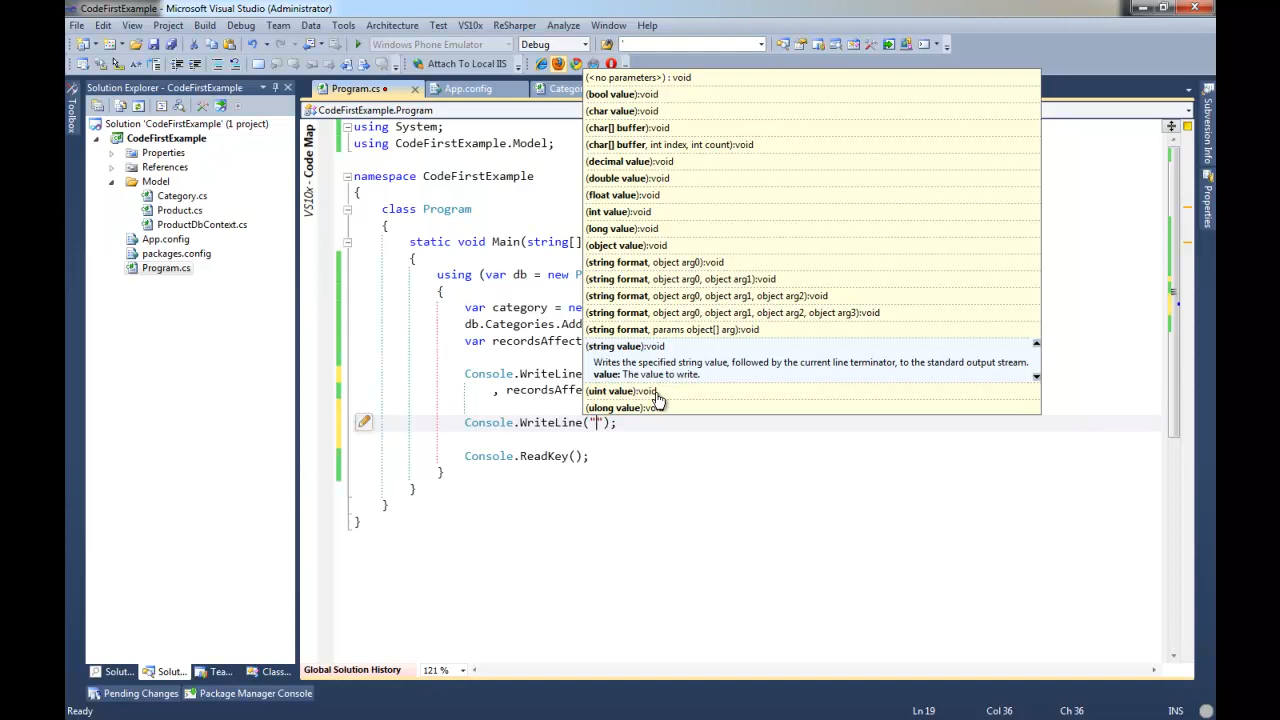 CodeFirstExample - Microsoft Visual Studio (Administrator)
File Edit View Project Build Debug Team Data Tools Architecture Test VS10x ReSharper Analyze Window Help
Windows Phone Emulator Debug '
Attach To Local IIS
Solution Explorer - CodeFirstExample
Program.cs App.config Catego
CodeFirstExample.Program
Solution 'CodeFirstExample' (1 project)
CodeFirstExample
Properties
References
Model
Category.cs
Product.cs
ProductDbContext.cs
App.config
packages.config
Program.cs
Toolbox
VS10x - Code Map
using System;
using CodeFirstExample.Model;
namespace CodeFirstExample
{
class Program
{
static void Main(string[]
{
using (var db = new P
{
var category = ne
db.Categories.Add
var recordsAffect
Console.WriteLine
, recordsAffe
Console.WriteLine("");
Console.ReadKey();
}
}
}
}
(<no parameters>) : void
(bool value):void
(char value):void
(char[] buffer):void
(char[] buffer, int index, int count):void
(decimal value):void
(double value):void
(float value):void
(int value):void
(long value):void
(object value):void
(string format, object arg0):void
(string format, object arg0, object arg1):void
(string format, object arg0, object arg1, object arg2):void
(string format, object arg0, object arg1, object arg2, object arg3):void
(string format, params object[] arg):void
(string value):void
Writes the specified string value, followed by the current line terminator, to the standard output stream.
value: The value to write.
(uint value):void
(ulong value):void
Subversion Info
Properties
Solut... Solut... Tea... Class...
Global Solution History 121 %
Pending Changes Package Manager Console
Ready Ln 19 Col 36 Ch 36 INS